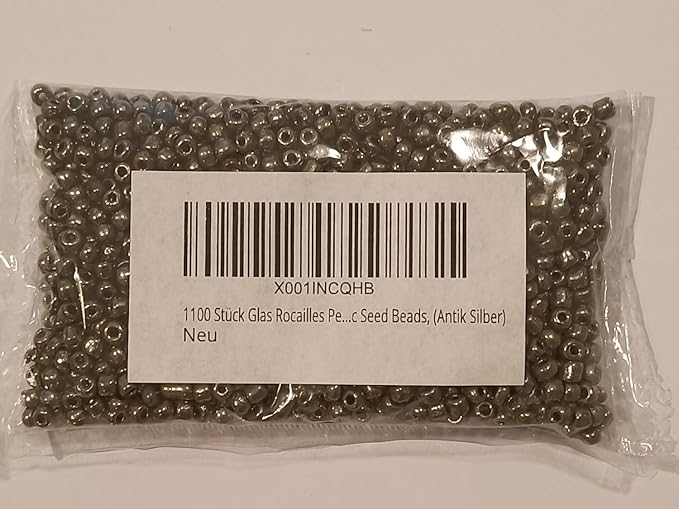 X001INCQHB
1100 Stück Glas Rocailles Pe...c Seed Beads, (Antik Silber)
Neu